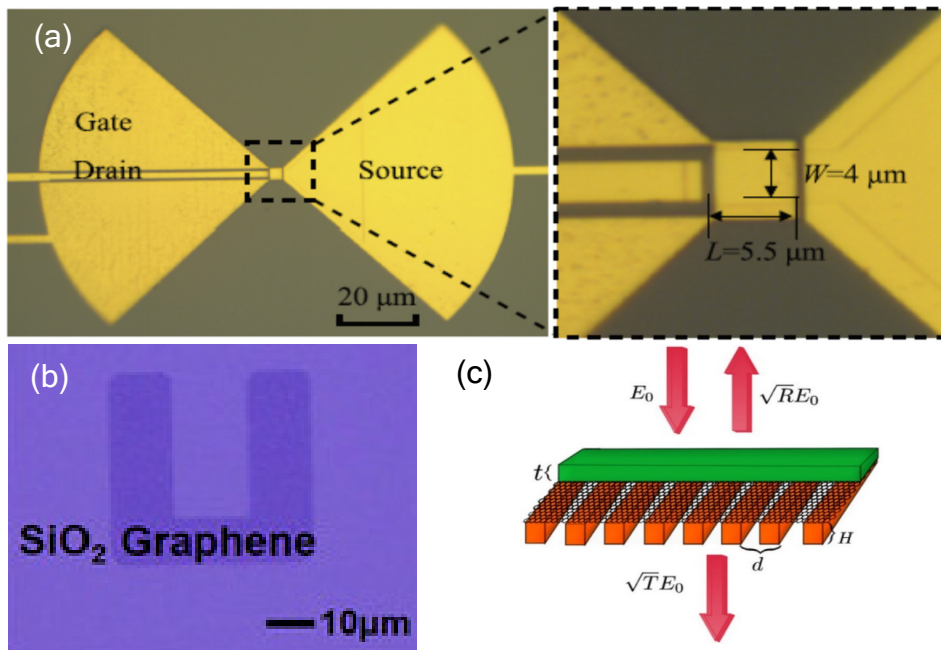 (a)
Gate
Drain
Source
20 μm
W=4 μm
L=5.5 μm
(b)
SiO₂ Graphene
10μm
(c)
E₀
√R̅E₀
t
H
d
√T̅E₀